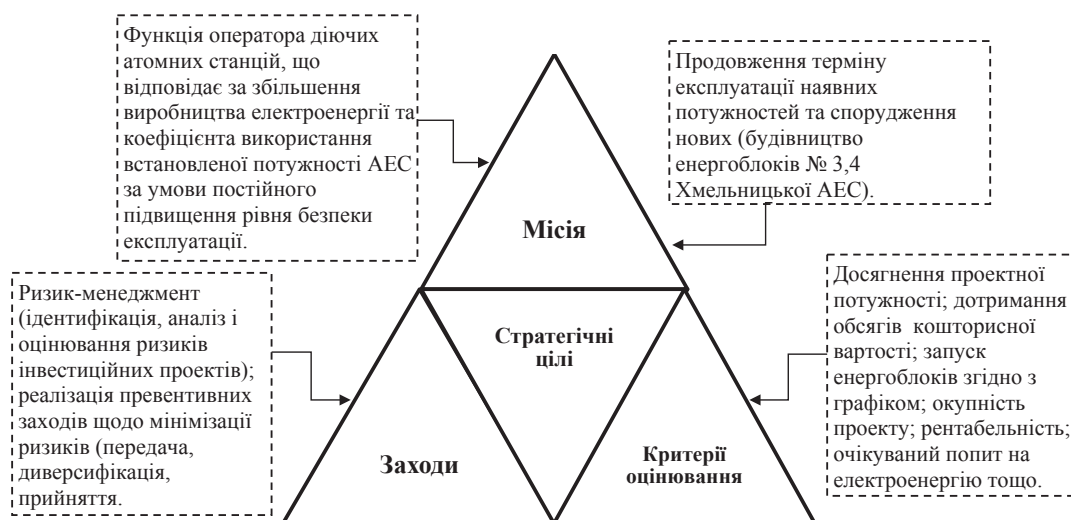 Функція оператора діючих
атомних станцій, що
відповідає за збільшення
виробництва електроенергії та
коефіцієнта використання
встановленої потужності АЕС
за умови постійного
підвищення рівня безпеки
експлуатації.
Продовження терміну
експлуатації наявних
потужностей та спорудження
нових (будівництво
енергоблоків № 3,4
Хмельницької АЕС).
Місія
Ризик-менеджмент
(ідентифікація, аналіз і
оцінювання ризиків
інвестиційних проектів);
реалізація превентивних
заходів щодо мінімізації
ризиків (передача,
диверсифікація,
прийняття.
Стратегічні
цілі
Досягнення проектної
потужності; дотримання
обсягів кошторисної
вартості; запуск
енергоблоків згідно з
графіком; окупність
проекту; рентабельність;
очікуваний попит на
електроенергію тощо.
Заходи
Критерії
оцінювання